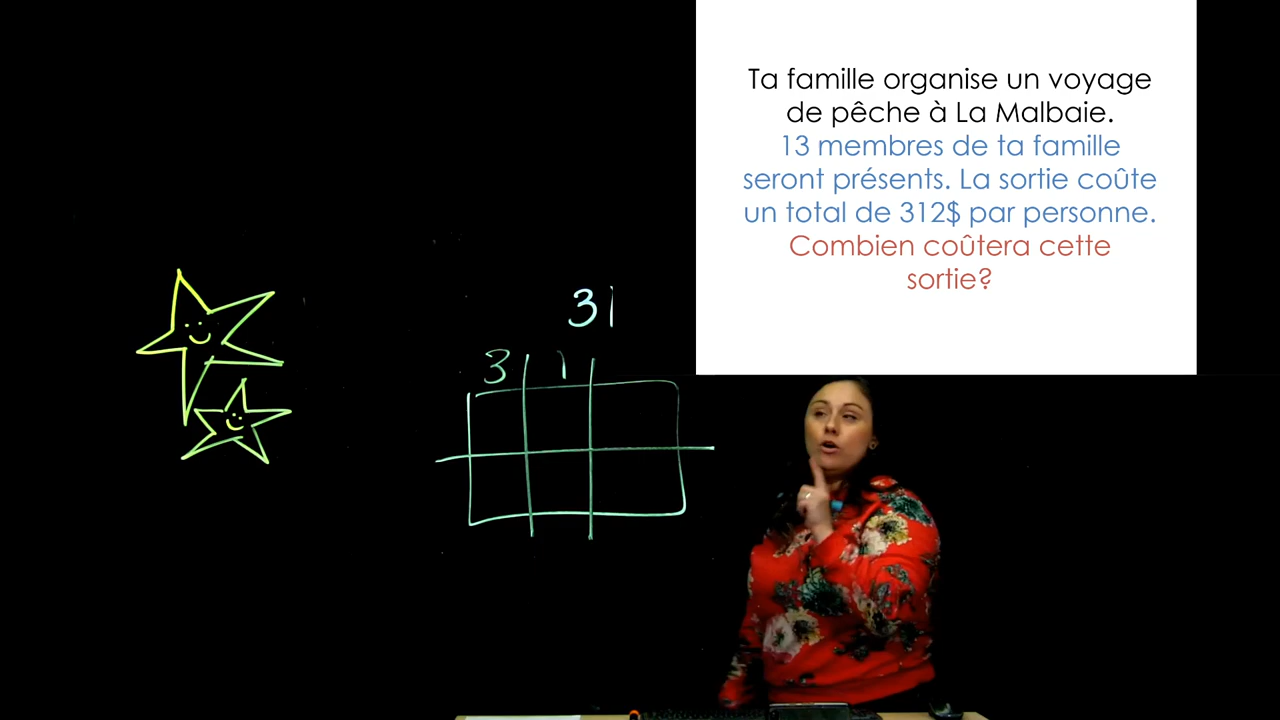 Ta famille organise un voyage
de pêche à La Malbaie.
13 membres de ta famille
seront présents. La sortie coûte
un total de 312$ par personne.
Combien coûtera cette
sortie?
31
3 1